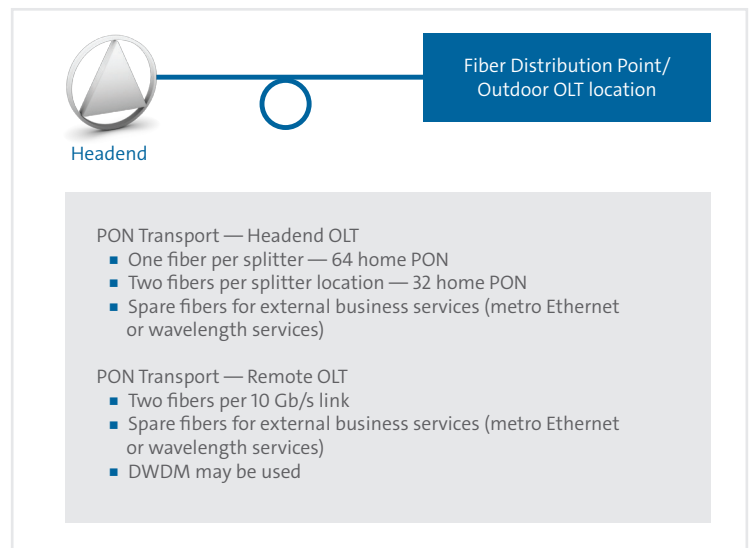 Fiber Distribution Point/
Outdoor OLT location
Headend
PON Transport — Headend OLT
■ One fiber per splitter — 64 home PON
■ Two fibers per splitter location — 32 home PON
■ Spare fibers for external business services (metro Ethernet
or wavelength services)
PON Transport — Remote OLT
■ Two fibers per 10 Gb/s link
■ Spare fibers for external business services (metro Ethernet
or wavelength services)
■ DWDM may be used